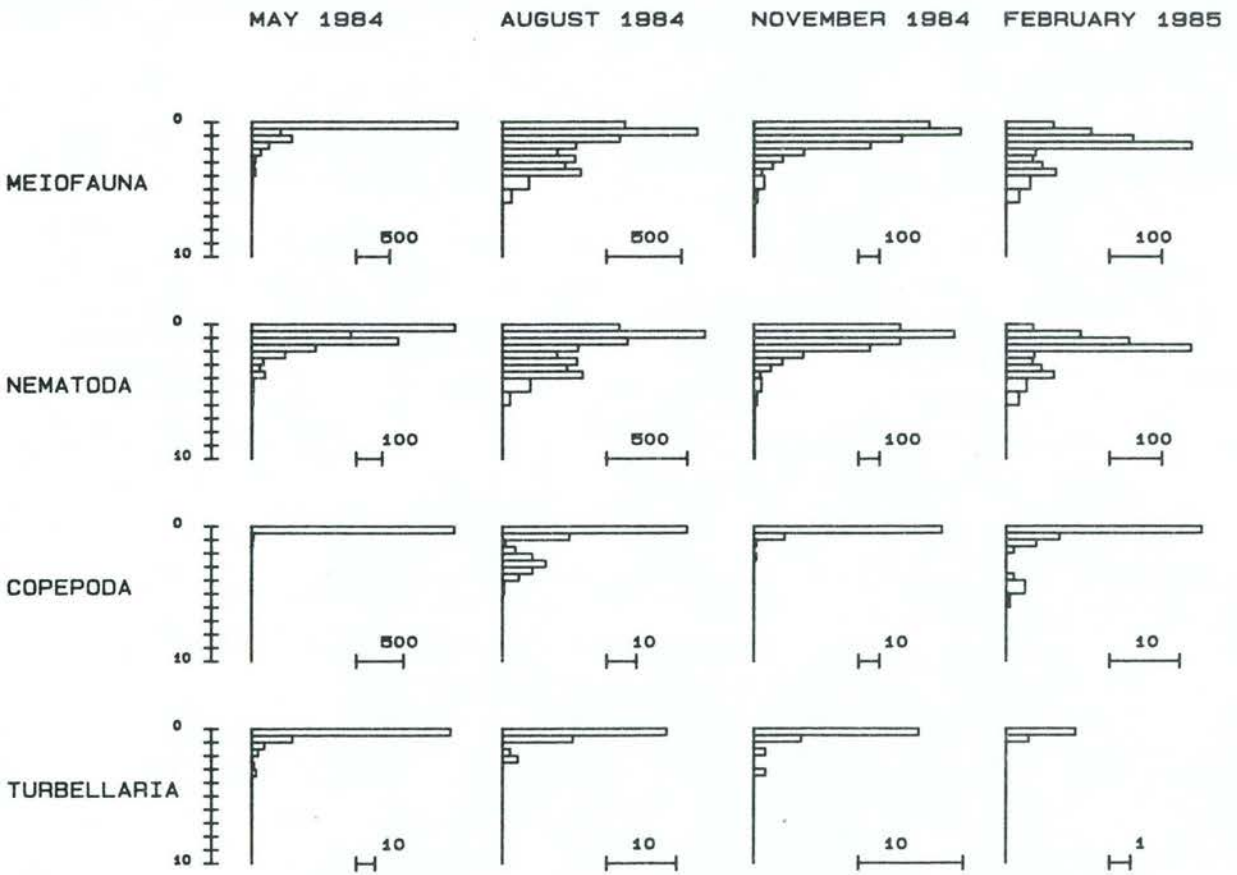 MAY 1984 AUGUST 1984 NOVEMBER 1984 FEBRUARY 1985
0
MEIOFAUNA
10 500 500 100 100
0
NEMATODA
10 100 500 100 100
0
COPEPODA
10 500 10 10 10
0
TURBELLARIA
10 10 10 10 1